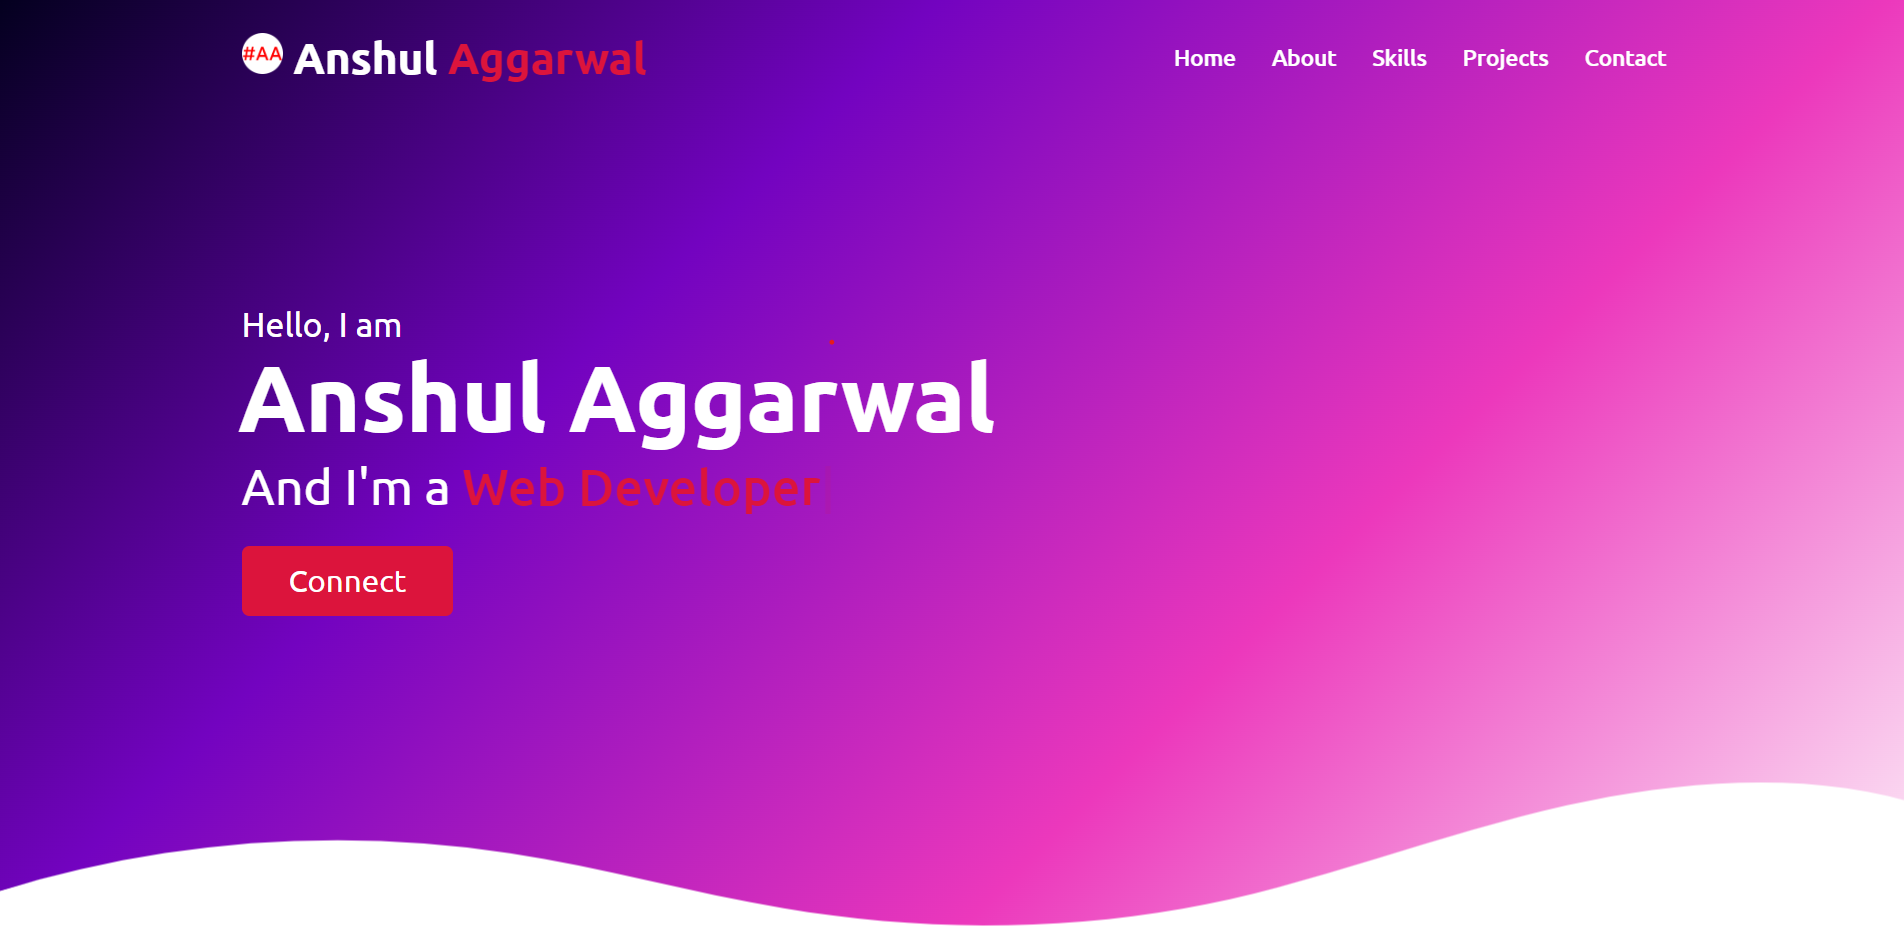 #AA Anshul Aggarwal
Home About Skills Projects Contact
Hello, I am
Anshul Aggarwal
And I'm a Web Developer
Connect